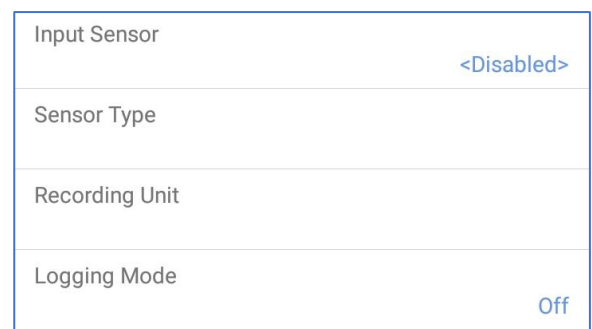 Input Sensor
<Disabled>
Sensor Type
Recording Unit
Logging Mode
Off